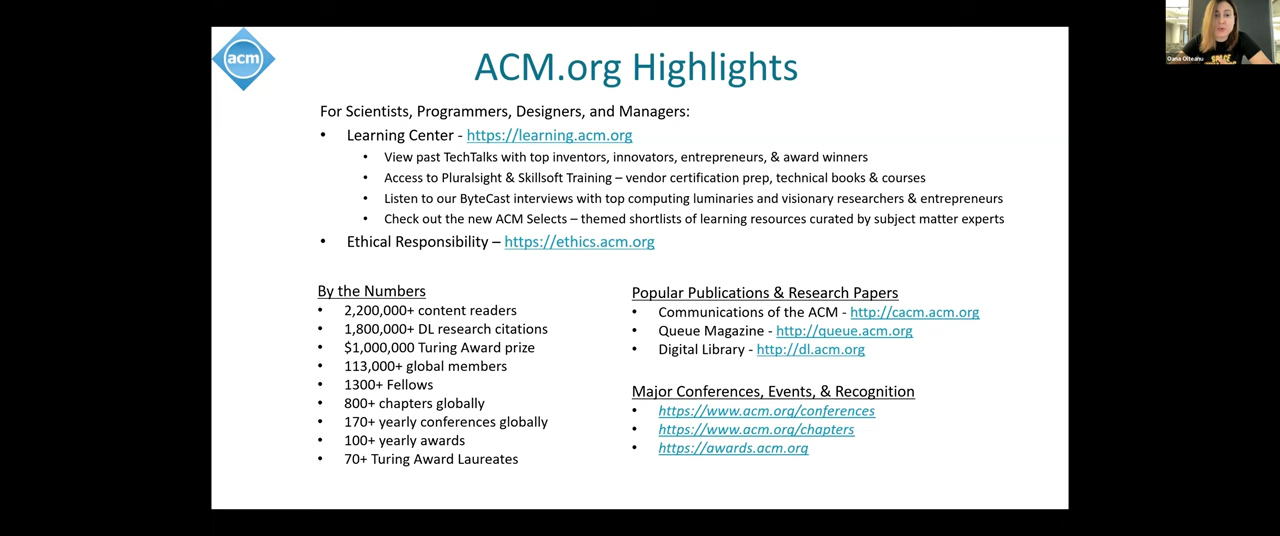 acm
ACM.org Highlights
For Scientists, Programmers, Designers, and Managers:
• Learning Center - https://learning.acm.org
• View past TechTalks with top inventors, innovators, entrepreneurs, & award winners
• Access to Pluralsight & Skillsoft Training – vendor certification prep, technical books & courses
• Listen to our ByteCast interviews with top computing luminaries and visionary researchers & entrepreneurs
• Check out the new ACM Selects – themed shortlists of learning resources curated by subject matter experts
• Ethical Responsibility – https://ethics.acm.org
By the Numbers
• 2,200,000+ content readers
• 1,800,000+ DL research citations
• $1,000,000 Turing Award prize
• 113,000+ global members
• 1300+ Fellows
• 800+ chapters globally
• 170+ yearly conferences globally
• 100+ yearly awards
• 70+ Turing Award Laureates
Popular Publications & Research Papers
• Communications of the ACM - http://cacm.acm.org
• Queue Magazine - http://queue.acm.org
• Digital Library - http://dl.acm.org
Major Conferences, Events, & Recognition
• https://www.acm.org/conferences
• https://www.acm.org/chapters
• https://awards.acm.org
Oana Olteanu